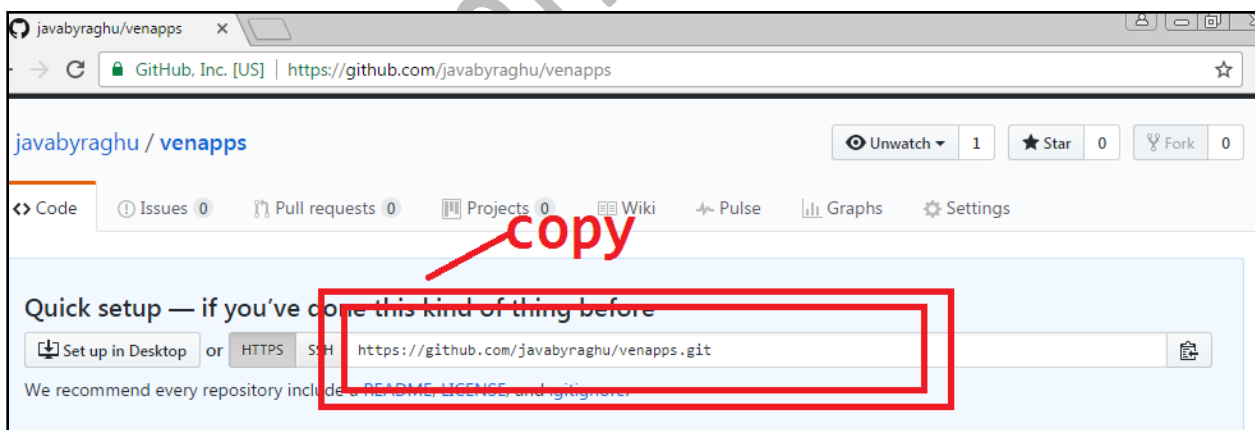 javabyraghu/venapps
GitHub, Inc. [US] | https://github.com/javabyraghu/venapps
javabyraghu / venapps
Unwatch 1 Star 0 Fork 0
<> Code Issues 0 Pull requests 0 Projects 0 Wiki Pulse Graphs Settings
copy
Quick setup — if you've done this kind of thing before
Set up in Desktop or HTTPS SSH https://github.com/javabyraghu/venapps.git
We recommend every repository include a README, LICENSE, and .gitignore.